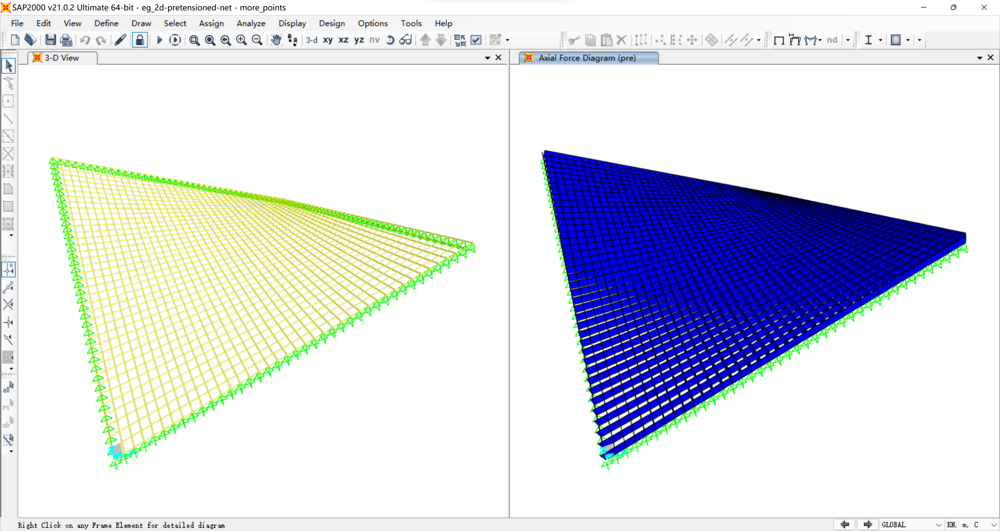 SAP2000 v21.0.2 Ultimate 64-bit - eg_2d-pretensioned-net - more_points
File Edit View Define Draw Select Assign Analyze Display Design Options Tools Help
3-d xy xz yz nv nd
3-D View
Axial Force Diagram (pre)
all
ps
clr
Right Click on any Frame Element for detailed diagram
GLOBAL
KN, m, C